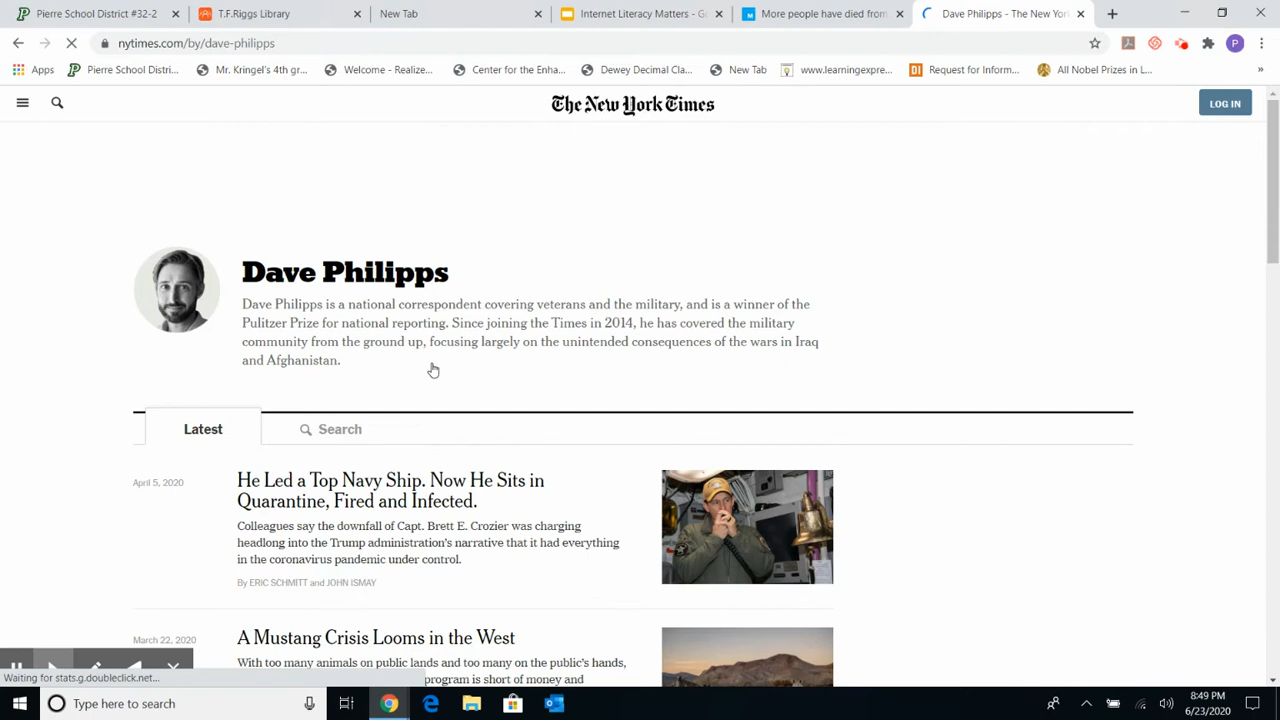 Pierre School District #32-2
T.F.Riggs Library
New Tab
Internet Literacy Matters - G
More people have died from
Dave Philipps - The New York
nytimes.com/by/dave-philipps
P
Apps
Pierre School Distri...
Mr. Kringel's 4th gr...
Welcome - Realize...
Center for the Enha...
Dewey Decimal Cla...
New Tab
www.learningexpre...
DI
Request for Inform...
All Nobel Prizes in L...
»
The New York Times
LOG IN
Dave Philipps
Dave Philipps is a national correspondent covering veterans and the military, and is a winner of the
Pulitzer Prize for national reporting. Since joining the Times in 2014, he has covered the military
community from the ground up, focusing largely on the unintended consequences of the wars in Iraq
and Afghanistan.
Latest
Search
April 5, 2020
He Led a Top Navy Ship. Now He Sits in
Quarantine, Fired and Infected.
Colleagues say the downfall of Capt. Brett E. Crozier was charging
headlong into the Trump administration's narrative that it had everything
in the coronavirus pandemic under control.
By ERIC SCHMITT and JOHN ISMAY
March 22, 2020
A Mustang Crisis Looms in the West
With too many animals on public lands and too many on the public's hands,
program is short of money and
Waiting for stats.g.doubleclick.net...
Type here to search
8:49 PM
6/23/2020